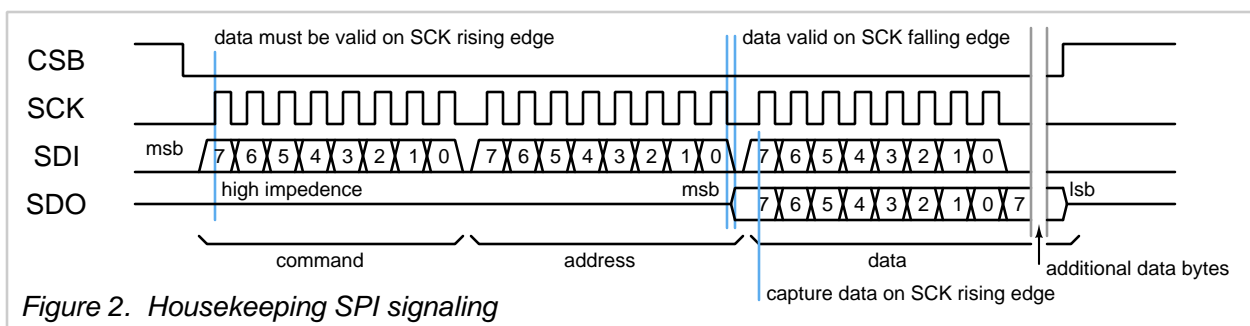 data must be valid on SCK rising edge
data valid on SCK falling edge
CSB
SCK
SDI
msb
7 6 5 4 3 2 1 0
7 6 5 4 3 2 1 0
7 6 5 4 3 2 1 0
high impedence
msb
lsb
SDO
7 6 5 4 3 2 1 0 7
command
address
data
additional data bytes
capture data on SCK rising edge
Figure 2. Housekeeping SPI signaling